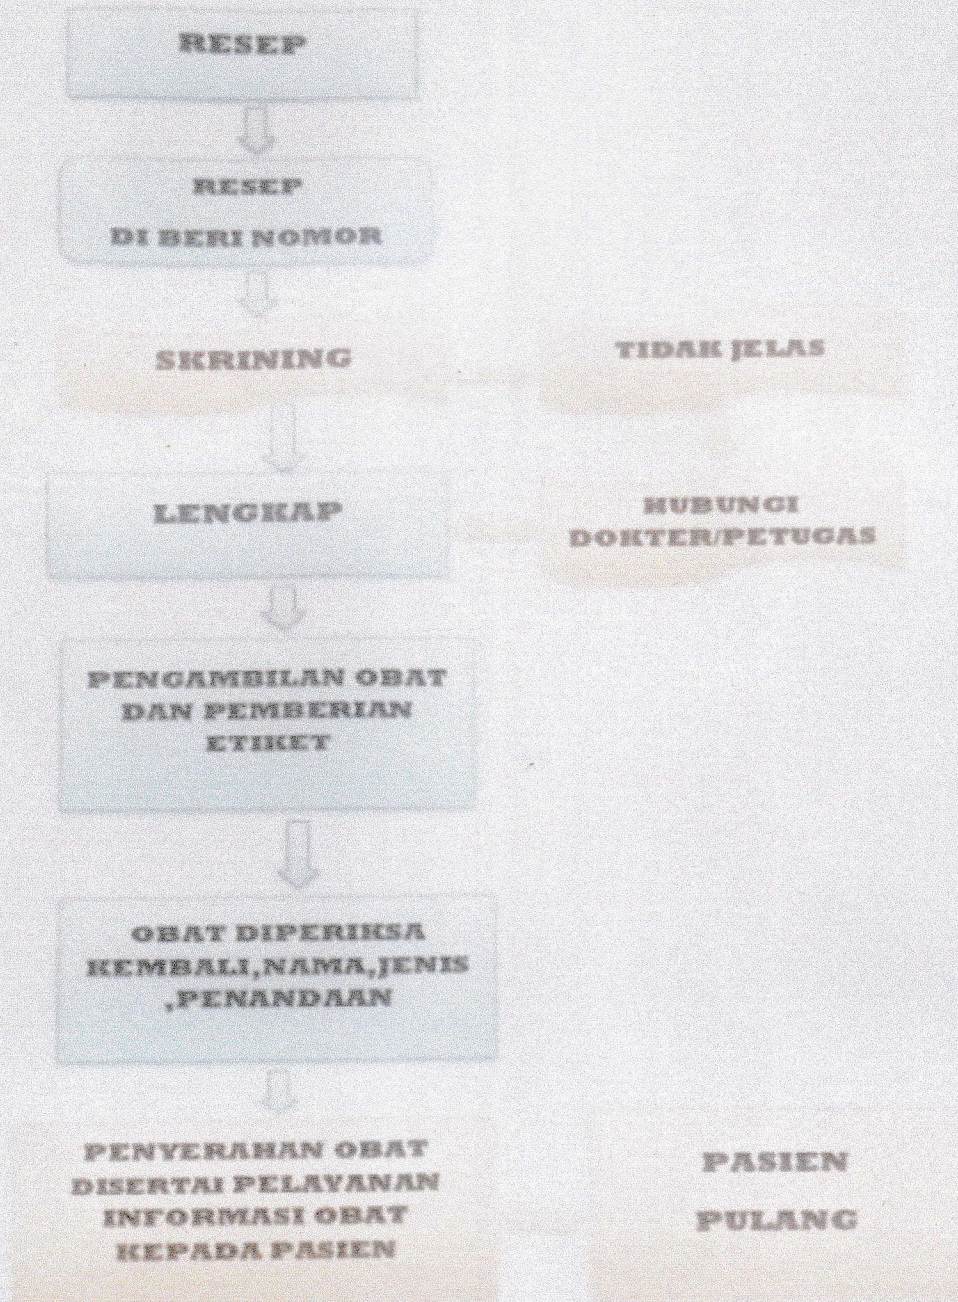 RESEP
RESEP
DI BERI NOMOR
SKRINING
TIDAK JELAS
LENGKAP
HUBUNGI
DOKTER/PETUGAS
PENGAMBILAN OBAT
DAN PEMBERIAN
ETIKET
OBAT DIPERIKSA
KEMBALI,NAMA,JENIS
,PENANDAAN
PENYERAHAN OBAT
DISERTAI PELAYANAN
INFORMASI OBAT
KEPADA PASIEN
PASIEN
PULANG